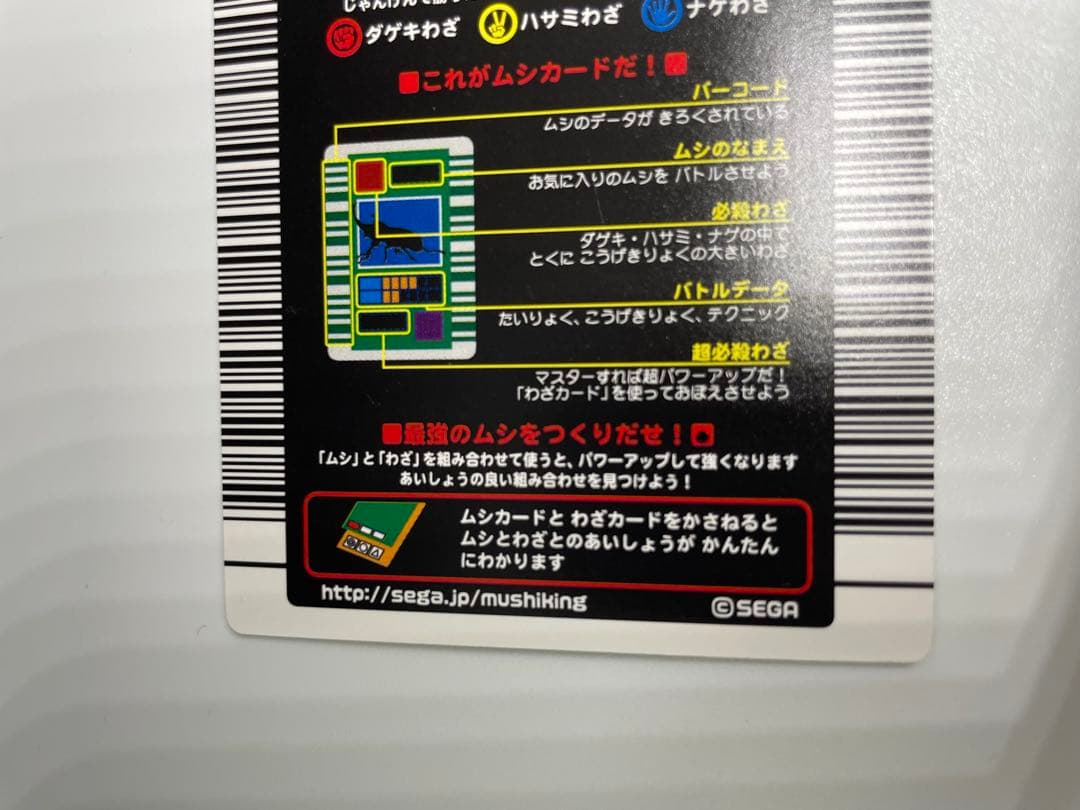 じゃんけんで勝
ダゲキわざ ハサミわざ ナゲわざ
これがムシカードだ！
バーコード
ムシのデータが きろくされている
ムシのなまえ
お気に入りのムシを バトルさせよう
必殺わざ
ダゲキ・ハサミ・ナゲの中で
とくに こうげきりょくの大きいわざ
バトルデータ
たいりょく、こうげきりょく、テクニック
超必殺わざ
マスターすれば超パワーアップだ！
「わざカード」を使っておぼえさせよう
最強のムシをつくりだせ！
「ムシ」と「わざ」を組み合わせて使うと、パワーアップして強くなります
あいしょうの良い組み合わせを見つけよう！
ムシカードと わざカードをかさねると
ムシとわざとのあいしょうが かんたん
にわかります
http://sega.jp/mushiking
©SEGA